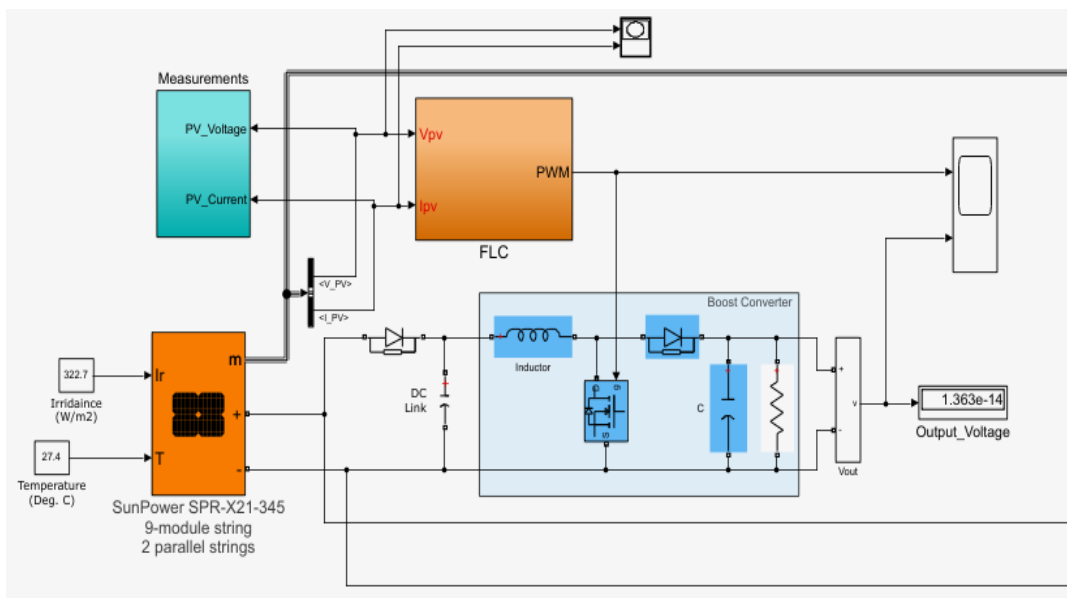 Measurements
PV_Voltage
PV_Current
Vpv
Ipv
PWM
FLC
<V_PV>
<I_PV>
Boost Converter
Inductor
DC
Link
g
D
S
C
m
Ir
T
+
-
322.7
Irridaince
(W/m2)
27.4
Temperature
(Deg. C)
SunPower SPR-X21-345
9-module string
2 parallel strings
+
v
-
Vout
1.363e-14
Output_Voltage